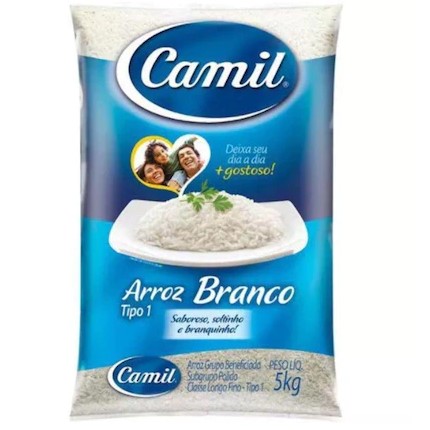 Camil®
Deixa seu
dia a dia
+ gostoso!
Arroz Branco
Tipo 1
Saboroso, soltinho
e branquinho!
Camil
Arroz Grupo Beneficiado
Subgrupo Polido
Classe Longo Fino - Tipo 1
PESO LÍQ.
5kg